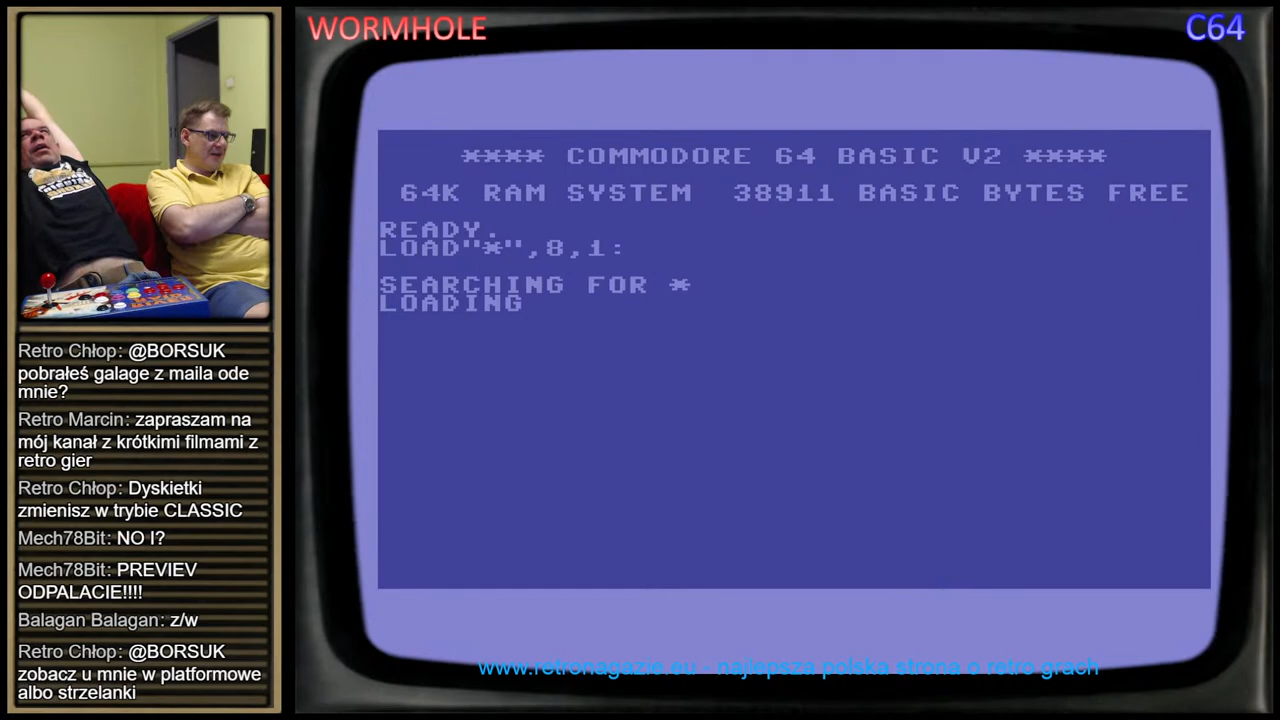 WORMHOLE
C64
**** COMMODORE 64 BASIC V2 ****
64K RAM SYSTEM 38911 BASIC BYTES FREE
READY.
LOAD"*",8,1:
SEARCHING FOR *
LOADING
Retro Chłop: @BORSUK
pobrałeś galage z maila ode
mnie?
Retro Marcin: zapraszam na
mój kanał z krótkimi filmami z
retro gier
Retro Chłop: Dyskietki
zmienisz w trybie CLASSIC
Mech78Bit: NO I?
Mech78Bit: PREVIEV
ODPALACIE!!!!
Balagan Balagan: z/w
Retro Chłop: @BORSUK
zobacz u mnie w platformowe
albo strzelanki
www.retronagazie.eu - najlepsza polska strona o retro grach